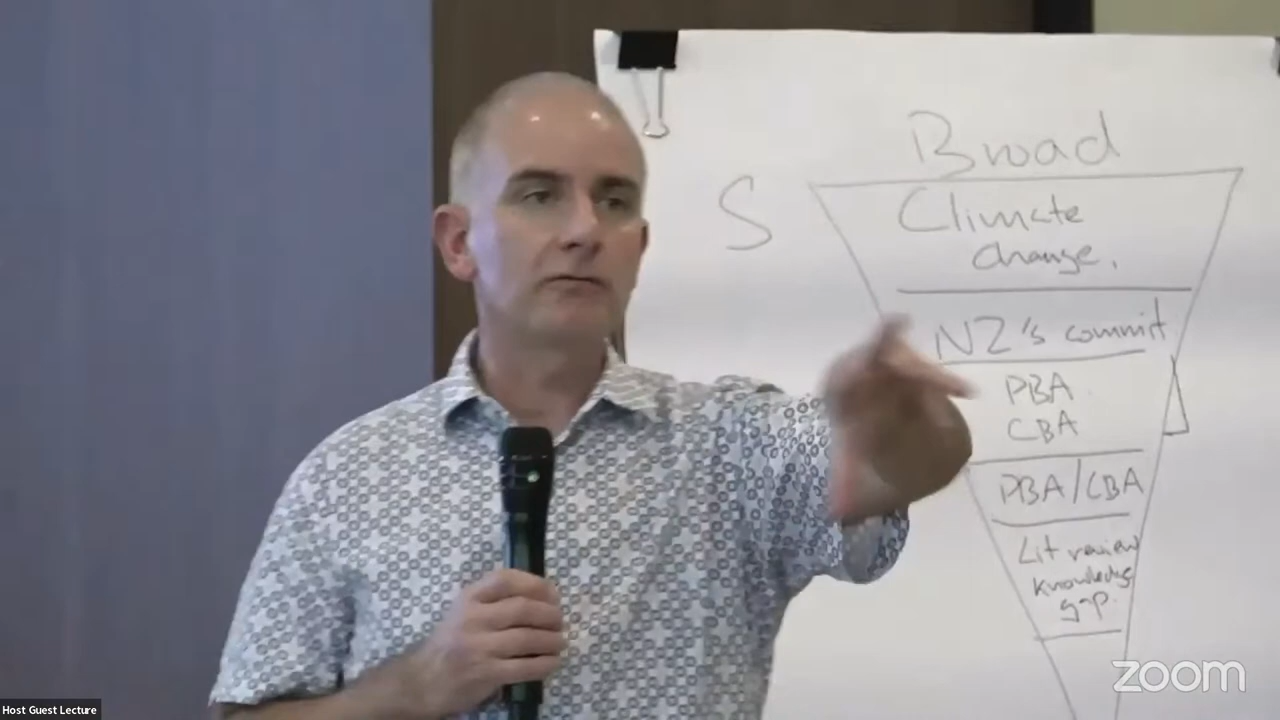 Broad
S
Climate
change.
NZ's commit
PBA
CBA
PBA/CBA
Lit review
knowledge
gap.
zoom
Host Guest Lecture